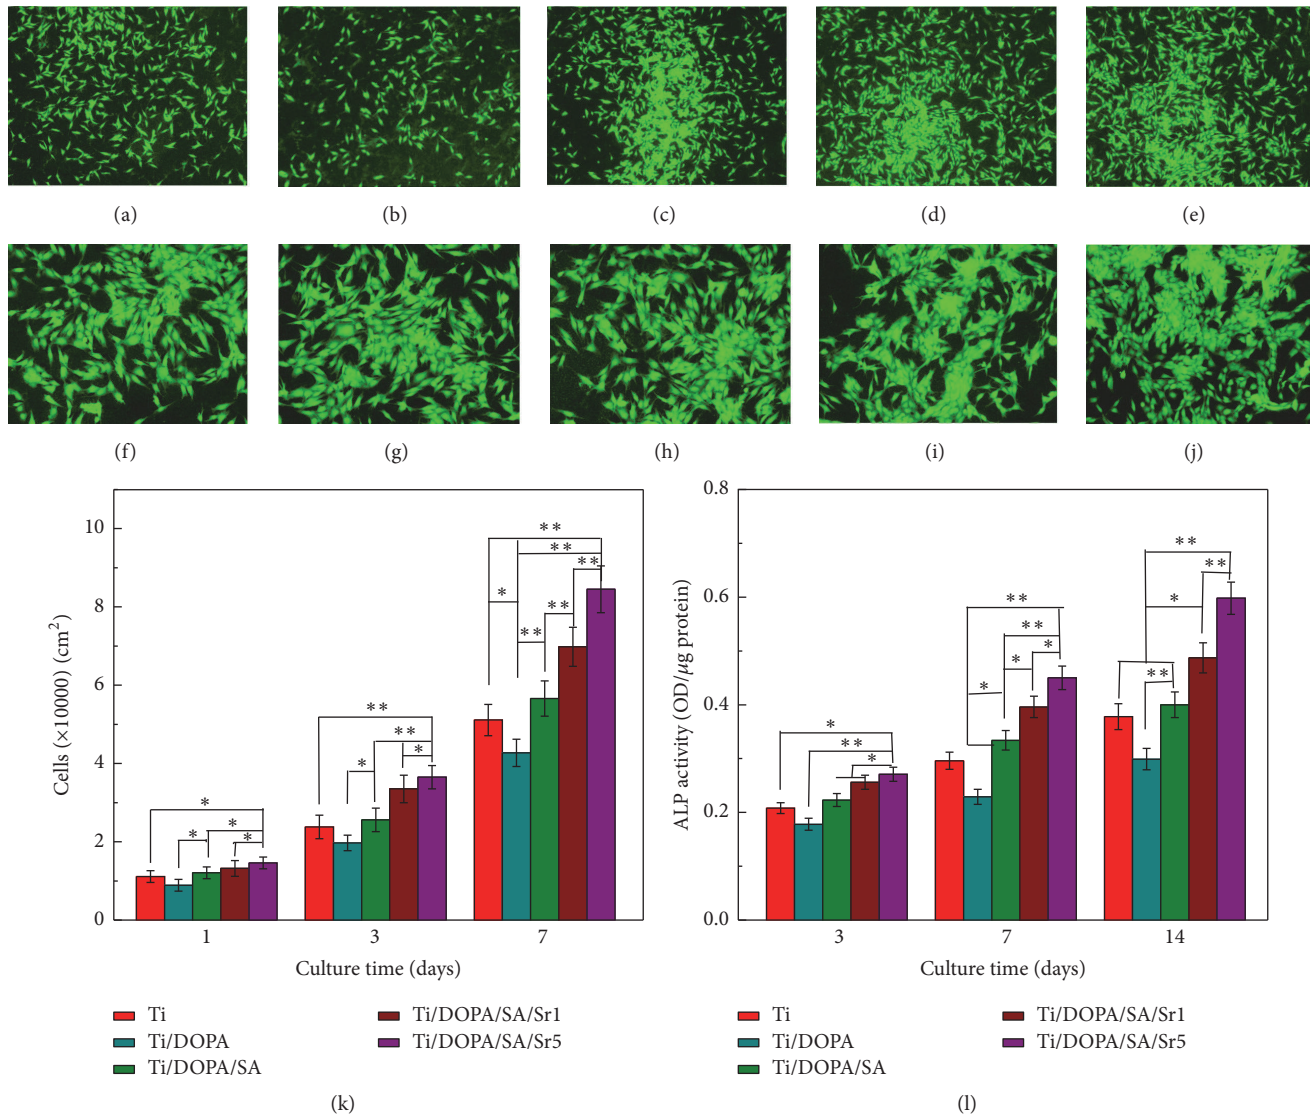 (a) (b) (c) (d) (e)
(f) (g) (h) (i) (j)
Cells (×10000) (cm²)
10
8
6
4
2
0
* * * *
** * ** *
** ** ** * ** **
1 3 7
Culture time (days)
Ti
Ti/DOPA
Ti/DOPA/SA
Ti/DOPA/SA/Sr1
Ti/DOPA/SA/Sr5
(k)
ALP activity (OD/μg protein)
0.8
0.6
0.4
0.2
0.0
* ** *
** ** * * *
** ** * **
3 7 14
Culture time (days)
Ti
Ti/DOPA
Ti/DOPA/SA
Ti/DOPA/SA/Sr1
Ti/DOPA/SA/Sr5
(l)